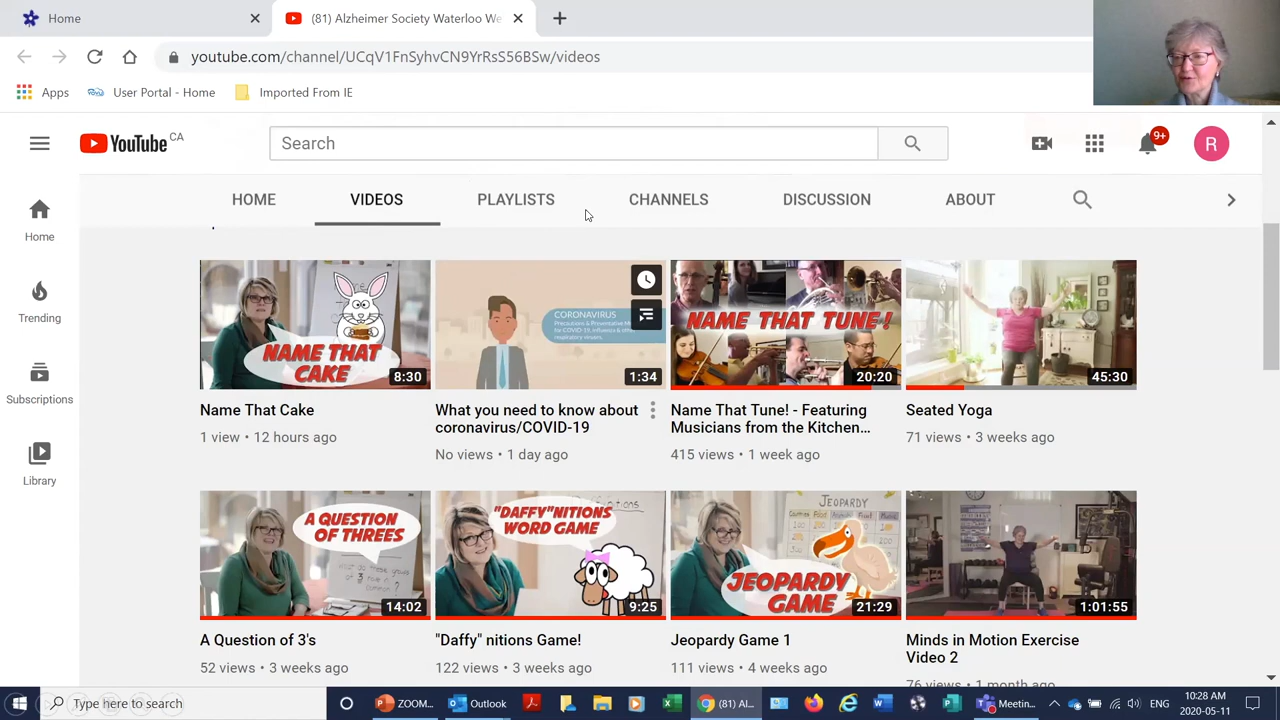 Home
(81) Alzheimer Society Waterloo We
youtube.com/channel/UCqV1FnSyhvCN9YrRsS56BSw/videos
Apps
User Portal - Home
Imported From IE
YouTube CA
Search
9+
R
HOME
VIDEOS
PLAYLISTS
CHANNELS
DISCUSSION
ABOUT
Home
Trending
Subscriptions
Library
NAME THAT
CAKE
8:30
Name That Cake
1 view • 12 hours ago
CORONAVIRUS
1:34
What you need to know about
coronavirus/COVID-19
No views • 1 day ago
NAME THAT TUNE!
20:20
Name That Tune! - Featuring
Musicians from the Kitchen...
415 views • 1 week ago
45:30
Seated Yoga
71 views • 3 weeks ago
A QUESTION
OF THREES
14:02
A Question of 3's
52 views • 3 weeks ago
"DAFFY"NITIONS
WORD GAME
9:25
"Daffy" nitions Game!
122 views • 3 weeks ago
JEOPARDY
JEOPARDY
GAME
21:29
Jeopardy Game 1
111 views • 4 weeks ago
1:01:55
Minds in Motion Exercise
Video 2
76 views • 1 month ago
Type here to search
ZOOM...
Outlook
(81) Al...
Meetin...
ENG
10:28 AM
2020-05-11